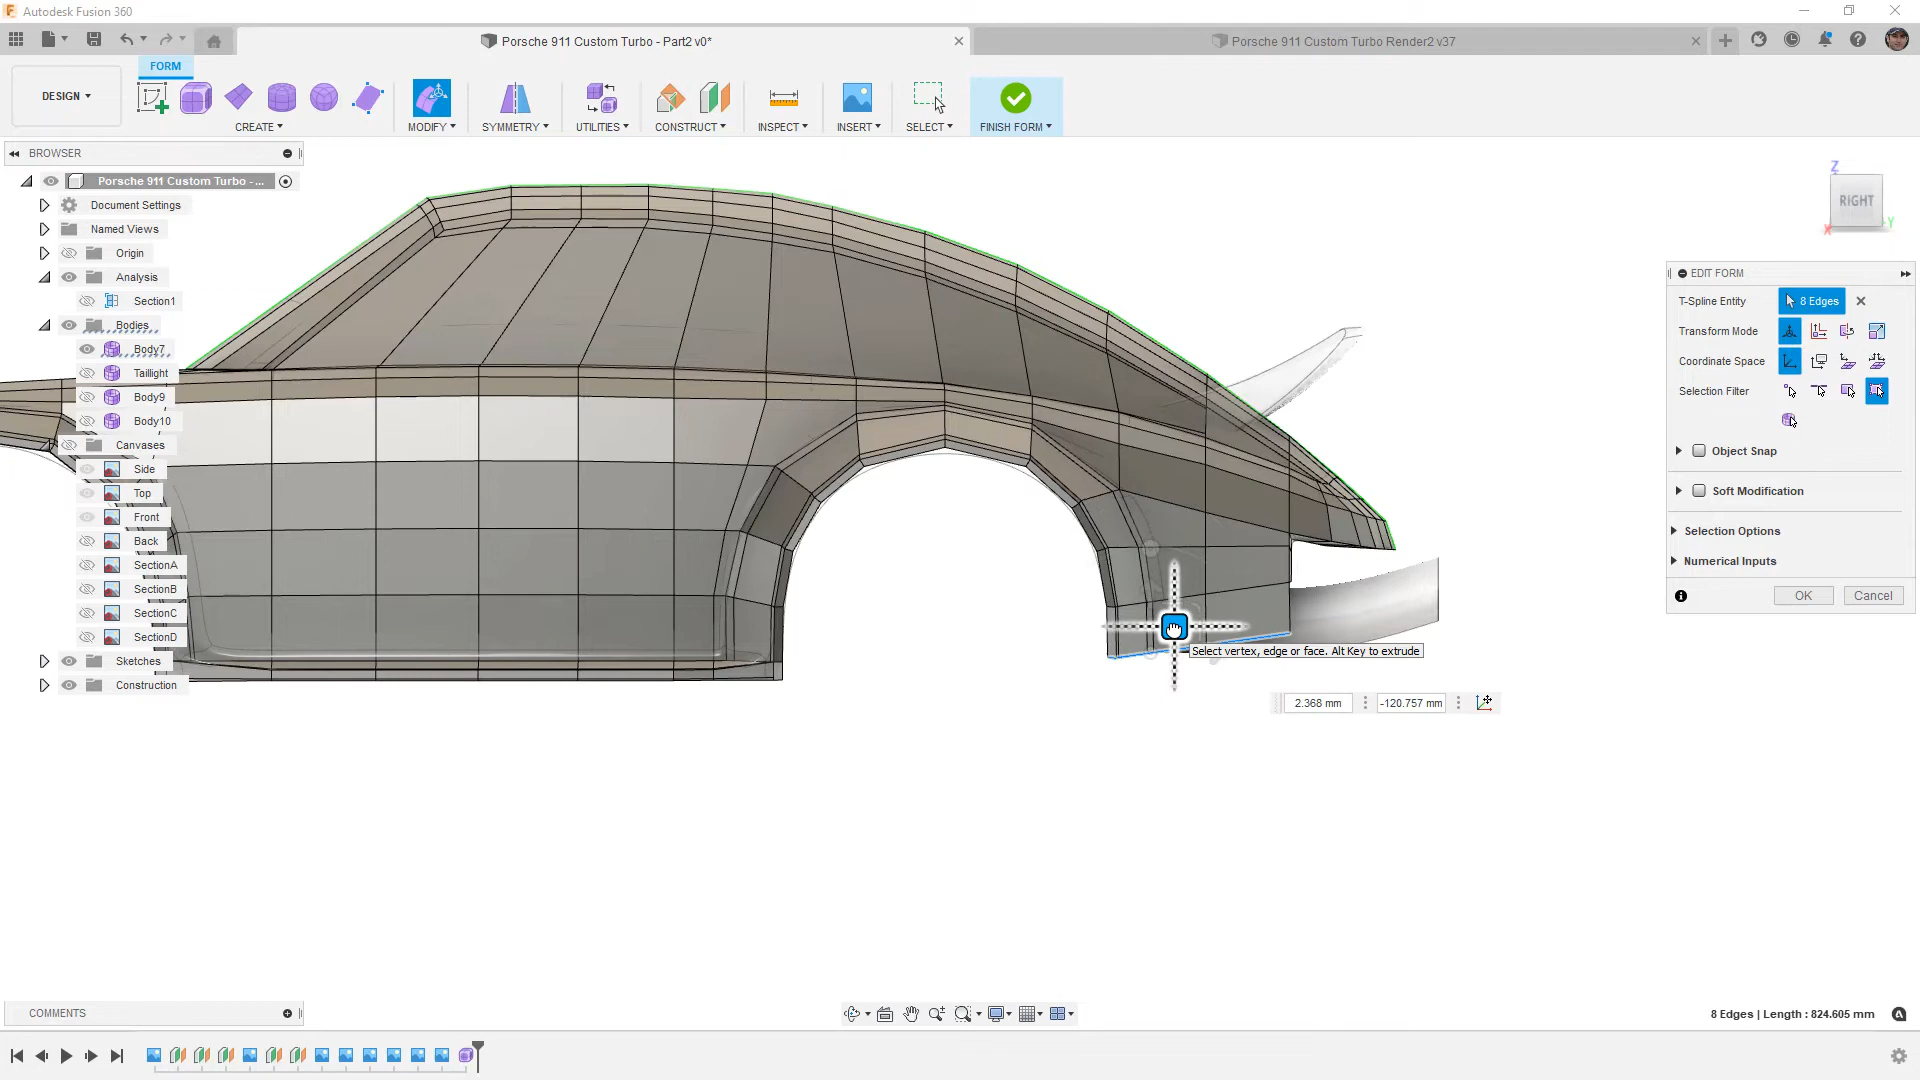 Autodesk Fusion 360
Porsche 911 Custom Turbo - Part2 v0*
Porsche 911 Custom Turbo Render2 v37
FORM
DESIGN
CREATE
MODIFY
SYMMETRY
UTILITIES
CONSTRUCT
INSPECT
INSERT
SELECT
FINISH FORM
BROWSER
Porsche 911 Custom Turbo - ...
Document Settings
Named Views
Origin
Analysis
Section1
Bodies
Body7
Taillight
Body9
Body10
Canvases
Side
Top
Front
Back
SectionA
SectionB
SectionC
SectionD
Sketches
Construction
Z
RIGHT
X
Y
EDIT FORM
T-Spline Entity
8 Edges
Transform Mode
Coordinate Space
Selection Filter
Object Snap
Soft Modification
Selection Options
Numerical Inputs
OK
Cancel
Select vertex, edge or face. Alt Key to extrude
2.368 mm
-120.757 mm
COMMENTS
8 Edges | Length : 824.605 mm